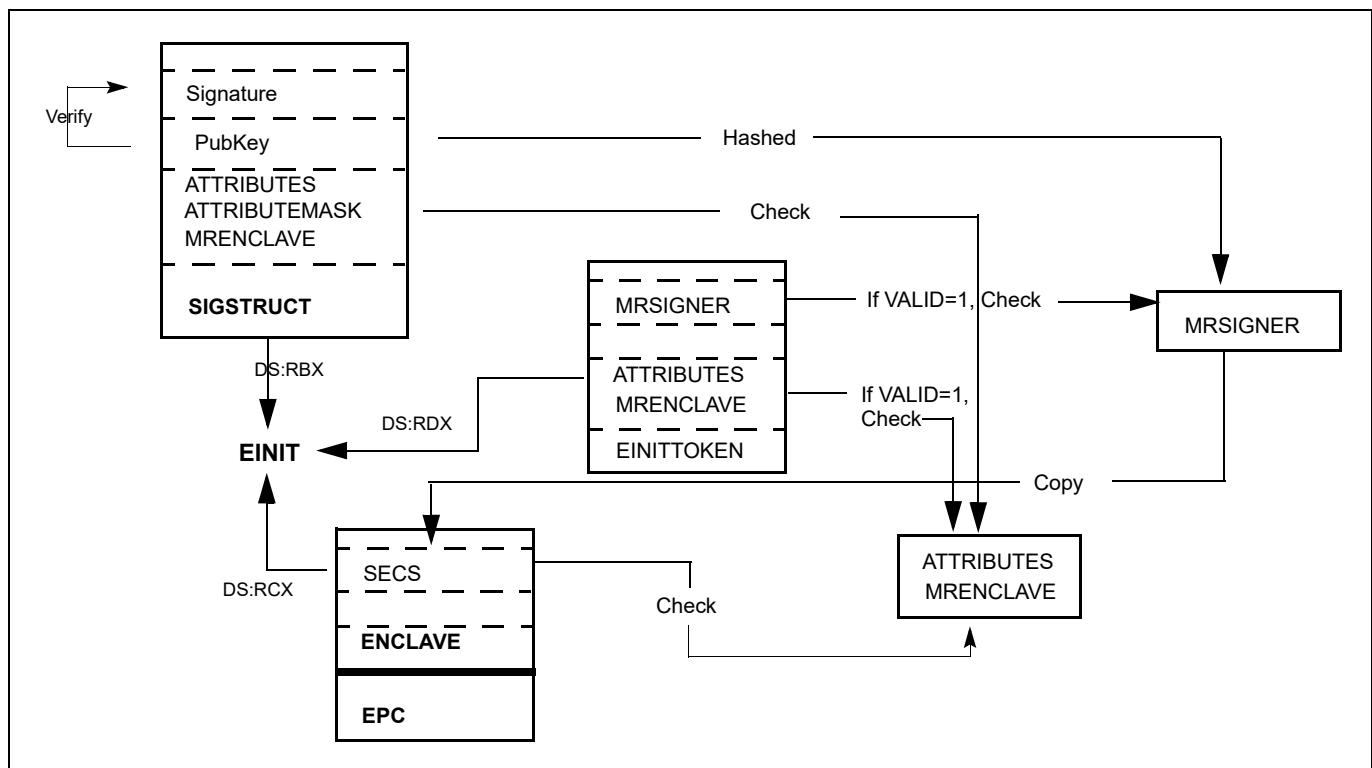 Signature
Verify
PubKey
Hashed
ATTRIBUTES
ATTRIBUTEMASK
MRENCLAVE
Check
SIGSTRUCT
MRSIGNER
If VALID=1, Check
MRSIGNER
DS:RBX
ATTRIBUTES
MRENCLAVE
If VALID=1,
Check
DS:RDX
EINIT
EINITTOKEN
Copy
SECS
DS:RCX
Check
ATTRIBUTES
MRENCLAVE
ENCLAVE
EPC